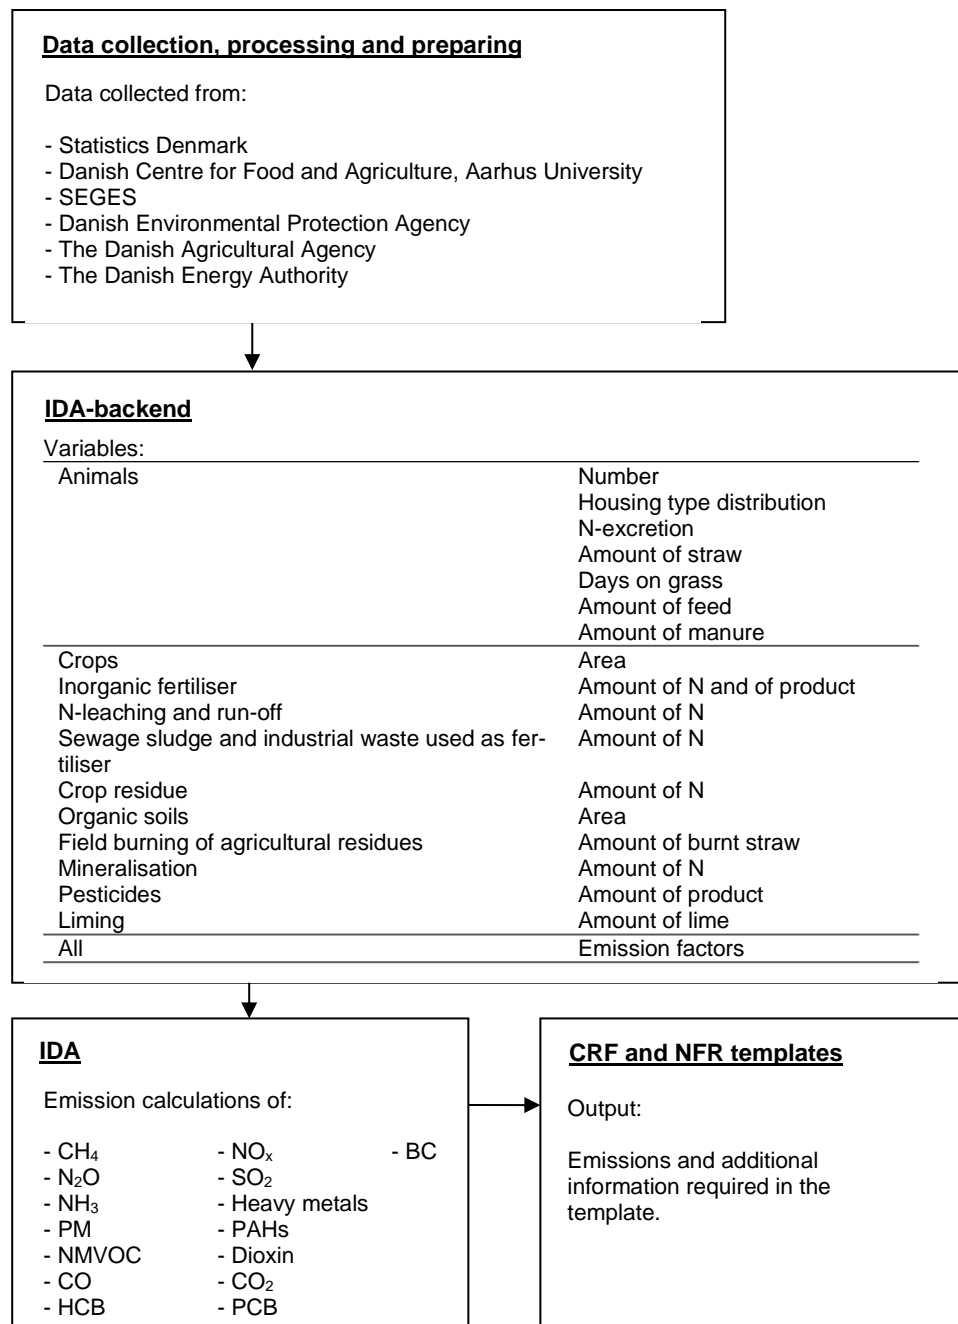 Data collection, processing and preparing
Data collected from:
- Statistics Denmark
- Danish Centre for Food and Agriculture, Aarhus University
- SEGES
- Danish Environmental Protection Agency
- The Danish Agricultural Agency
- The Danish Energy Authority
IDA-backend
Variables:
Animals Number
Housing type distribution
N-excretion
Amount of straw
Days on grass
Amount of feed
Amount of manure
Crops Area
Inorganic fertiliser Amount of N and of product
N-leaching and run-off Amount of N
Sewage sludge and industrial waste used as fer- Amount of N
tiliser
Crop residue Amount of N
Organic soils Area
Field burning of agricultural residues Amount of burnt straw
Mineralisation Amount of N
Pesticides Amount of product
Liming Amount of lime
All Emission factors
IDA
Emission calculations of:
- CH₄ - NOₓ - BC
- N₂O - SO₂
- NH₃ - Heavy metals
- PM - PAHs
- NMVOC - Dioxin
- CO - CO₂
- HCB - PCB
CRF and NFR templates
Output:
Emissions and additional
information required in the
template.